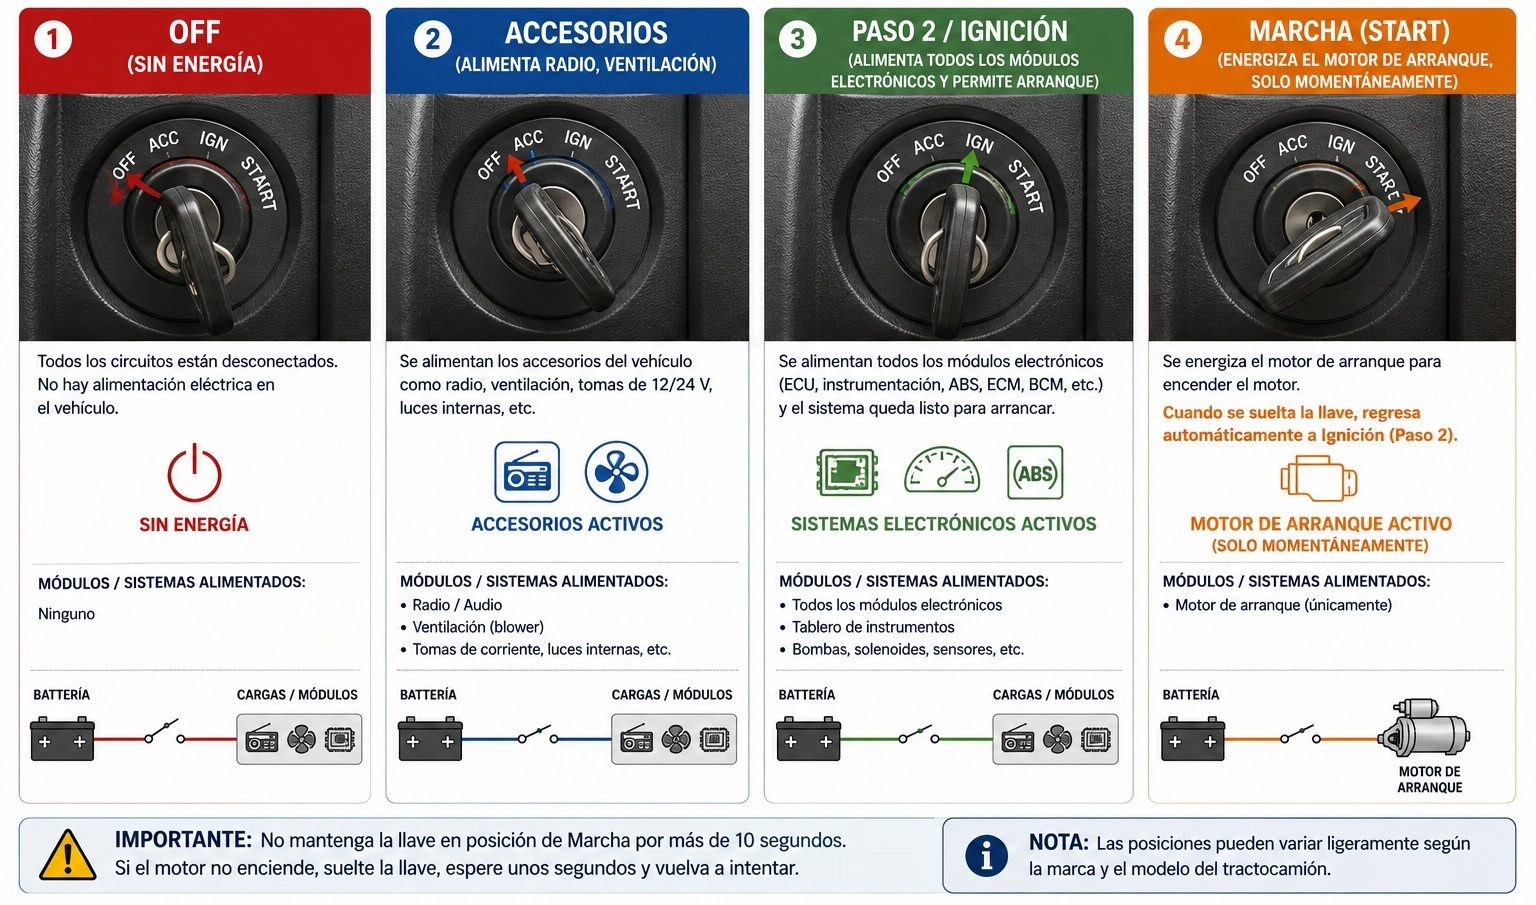 1
OFF
(SIN ENERGÍA)
OFF
ACC
IGN
STAIRT
Todos los circuitos están desconectados.
No hay alimentación eléctrica en
el vehículo.
SIN ENERGÍA
MÓDULOS / SISTEMAS ALIMENTADOS:
Ninguno
BATTERÍA
CARGAS / MÓDULOS
+ +
2
ACCESORIOS
(ALIMENTA RADIO, VENTILACIÓN)
OFF
ACC
IGN
STAIRT
Se alimentan los accesorios del vehículo
como radio, ventilación, tomas de 12/24 V,
luces internas, etc.
ACCESORIOS ACTIVOS
MÓDULOS / SISTEMAS ALIMENTADOS:
• Radio / Audio
• Ventilación (blower)
• Tomas de corriente, luces internas, etc.
BATTERÍA
CARGAS / MÓDULOS
+ +
3
PASO 2 / IGNICIÓN
(ALIMENTA TODOS LOS MÓDULOS
ELECTRÓNICOS Y PERMITE ARRANQUE)
OFF
ACC
IGN
START
Se alimentan todos los módulos electrónicos
(ECU, instrumentación, ABS, ECM, BCM, etc.)
y el sistema queda listo para arrancar.
(ABS)
SISTEMAS ELECTRÓNICOS ACTIVOS
MÓDULOS / SISTEMAS ALIMENTADOS:
• Todos los módulos electrónicos
• Tablero de instrumentos
• Bombas, solenoides, sensores, etc.
BATTERÍA
CARGAS / MÓDULOS
+ +
4
MARCHA (START)
(ENERGIZA EL MOTOR DE ARRANQUE,
SOLO MOMENTÁNEAMENTE)
OFF
ACC
IGN
Se energiza el motor de arranque para
encender el motor.
Cuando se suelta la llave, regresa
automáticamente a Ignición (Paso 2).
MOTOR DE ARRANQUE ACTIVO
(SOLO MOMENTÁNEAMENTE)
MÓDULOS / SISTEMAS ALIMENTADOS:
• Motor de arranque (únicamente)
BATTERÍA
+ +
MOTOR DE
ARRANQUE
IMPORTANTE: No mantenga la llave en posición de Marcha por más de 10 segundos.
Si el motor no enciende, suelte la llave, espere unos segundos y vuelva a intentar.
NOTA: Las posiciones pueden variar ligeramente según
la marca y el modelo del tractocamión.